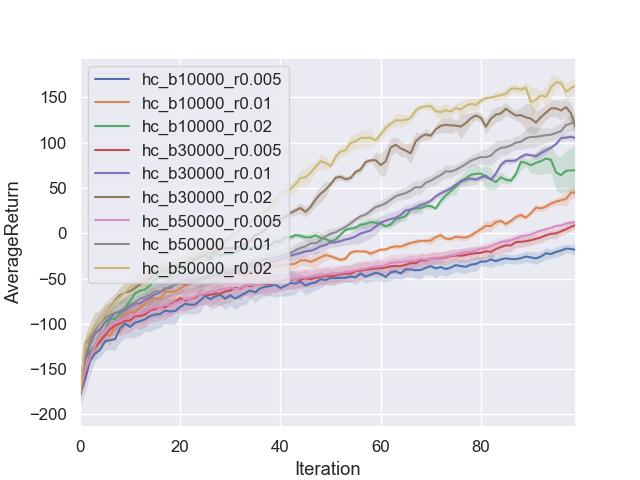 hc_b10000_r0.005
hc_b10000_r0.01
hc_b10000_r0.02
hc_b30000_r0.005
hc_b30000_r0.01
hc_b30000_r0.02
hc_b50000_r0.005
hc_b50000_r0.01
hc_b50000_r0.02
150
100
50
0
−50
−100
−150
−200
AverageReturn
0 20 40 60 80
Iteration